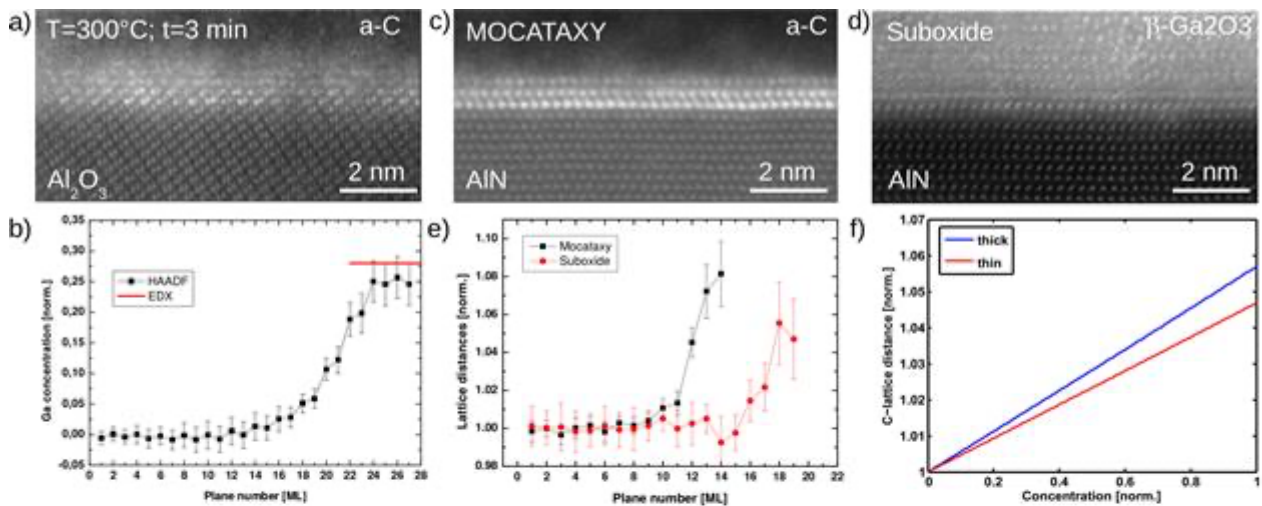 a)
T=300°C; t=3 min
a-C
Al2O3
2 nm
c)
MOCATAXY
a-C
AlN
2 nm
d)
Suboxide
β-Ga2O3
AlN
2 nm
b)
0,35
0,30
0,25
0,20
0,15
0,10
0,05
0,00
-0,05
Ga concentration [norm.]
HAADF
EDX
0 2 4 6 8 10 12 14 16 18 20 22 24 26 28
Plane number [ML]
e)
1.10
1.08
1.06
1.04
1.02
1.00
0.98
Lattice distances [norm.]
Mocataxy
Suboxide
0 2 4 6 8 10 12 14 16 18 20 22
Plane number [ML]
f)
1.07
1.06
1.05
1.04
1.03
1.02
1.01
1
C-lattice distance [norm.]
thick
thin
0 0.2 0.4 0.6 0.8 1
Concentration [norm.]